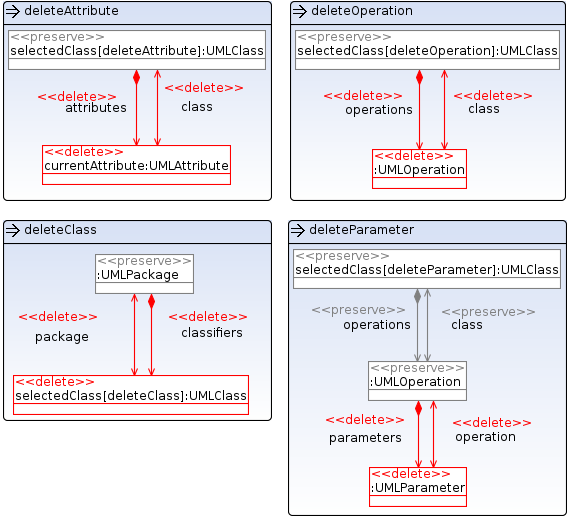 deleteAttribute
<<preserve>>
selectedClass[deleteAttribute]:UMLClass
<<delete>>
attributes
<<delete>>
class
<<delete>>
currentAttribute:UMLAttribute
deleteOperation
<<preserve>>
selectedClass[deleteOperation]:UMLClass
<<delete>>
operations
<<delete>>
class
<<delete>>
:UMLOperation
deleteClass
<<preserve>>
:UMLPackage
<<delete>>
package
<<delete>>
classifiers
<<delete>>
selectedClass[deleteClass]:UMLClass
deleteParameter
<<preserve>>
selectedClass[deleteParameter]:UMLClass
<<preserve>>
operations
<<preserve>>
class
<<preserve>>
:UMLOperation
<<delete>>
parameters
<<delete>>
operation
<<delete>>
:UMLParameter